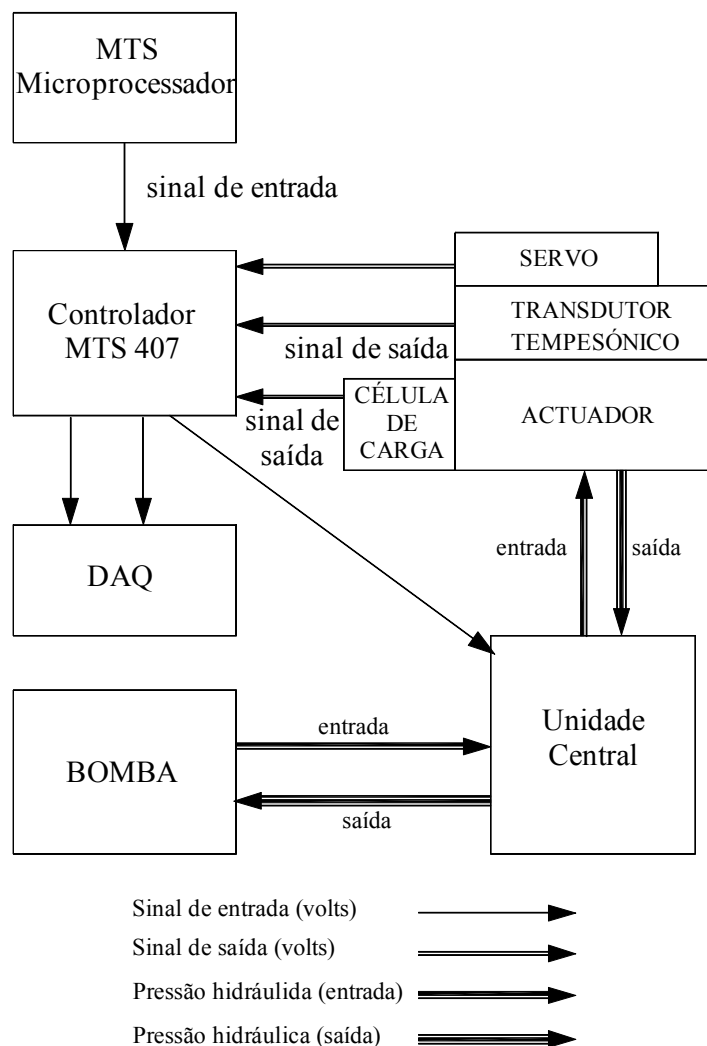 MTS
Microprocessador
sinal de entrada
Controlador
MTS 407
SERVO
TRANSDUTOR
TEMPESÓNICO
sinal de saída
CÉLULA
DE
CARGA
sinal de
saída
ACTUADOR
DAQ
entrada
saída
BOMBA
entrada
saída
Unidade
Central
Sinal de entrada (volts)
Sinal de saída (volts)
Pressão hidráulida (entrada)
Pressão hidráulica (saída)